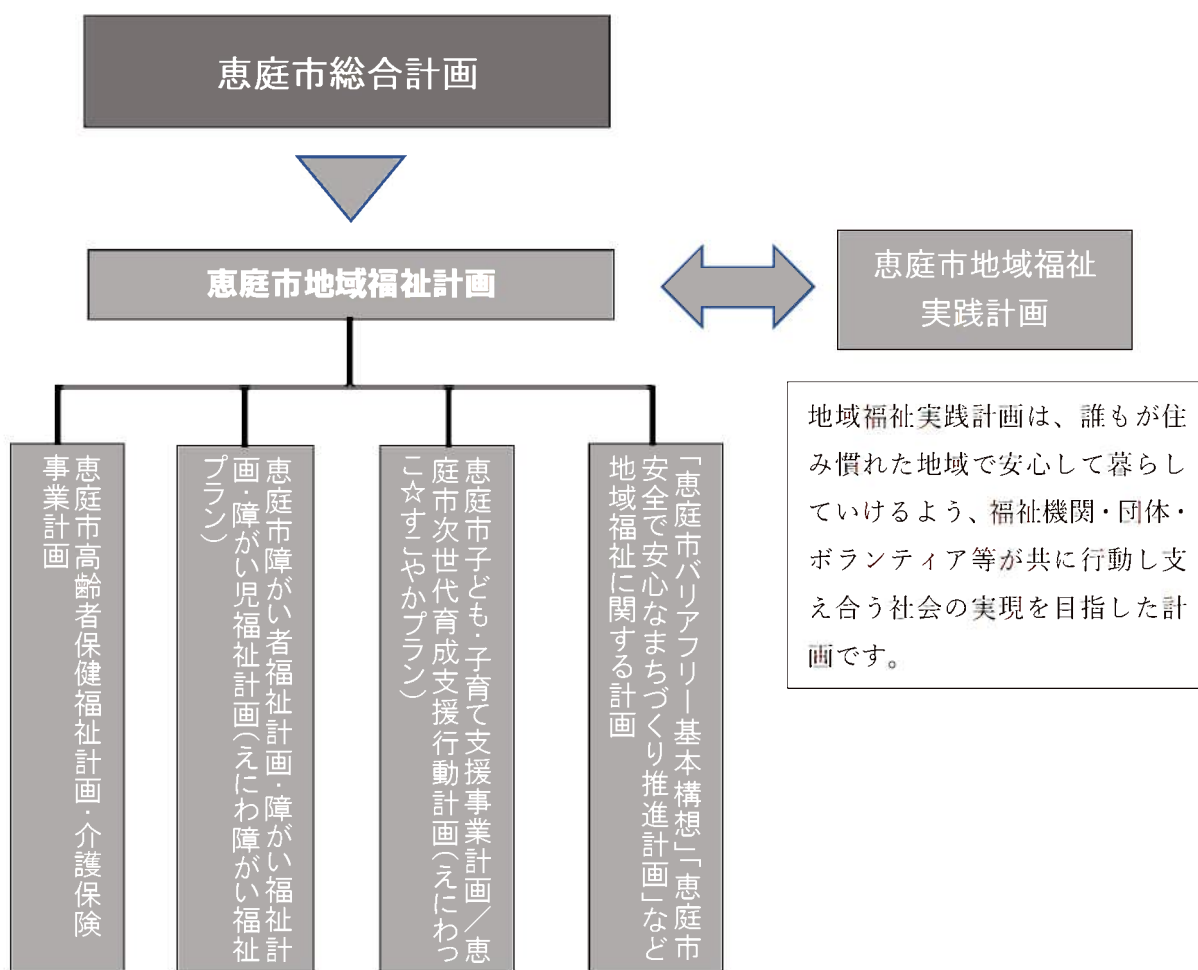 恵庭市総合計画
恵庭市地域福祉計画
恵庭市地域福祉
実践計画
地域福祉実践計画は、誰もが住
み慣れた地域で安心して暮らし
ていけるよう、福祉機関・団体・
ボランティア等が共に行動し支
え合う社会の実現を目指した計
画です。
恵庭市高齢者保健福祉計画・介護保険
事業計画
恵庭市障がい者福祉計画・障がい福祉計
画・障がい児福祉計画(えにわ障がい福祉
プラン)
恵庭市子ども・子育て支援事業計画/恵
庭市次世代育成支援行動計画(えにわっ
こ☆すこやかプラン)
「恵庭市バリアフリー基本構想」「恵庭市
安全で安心なまちづくり推進計画」など
地域福祉に関する計画